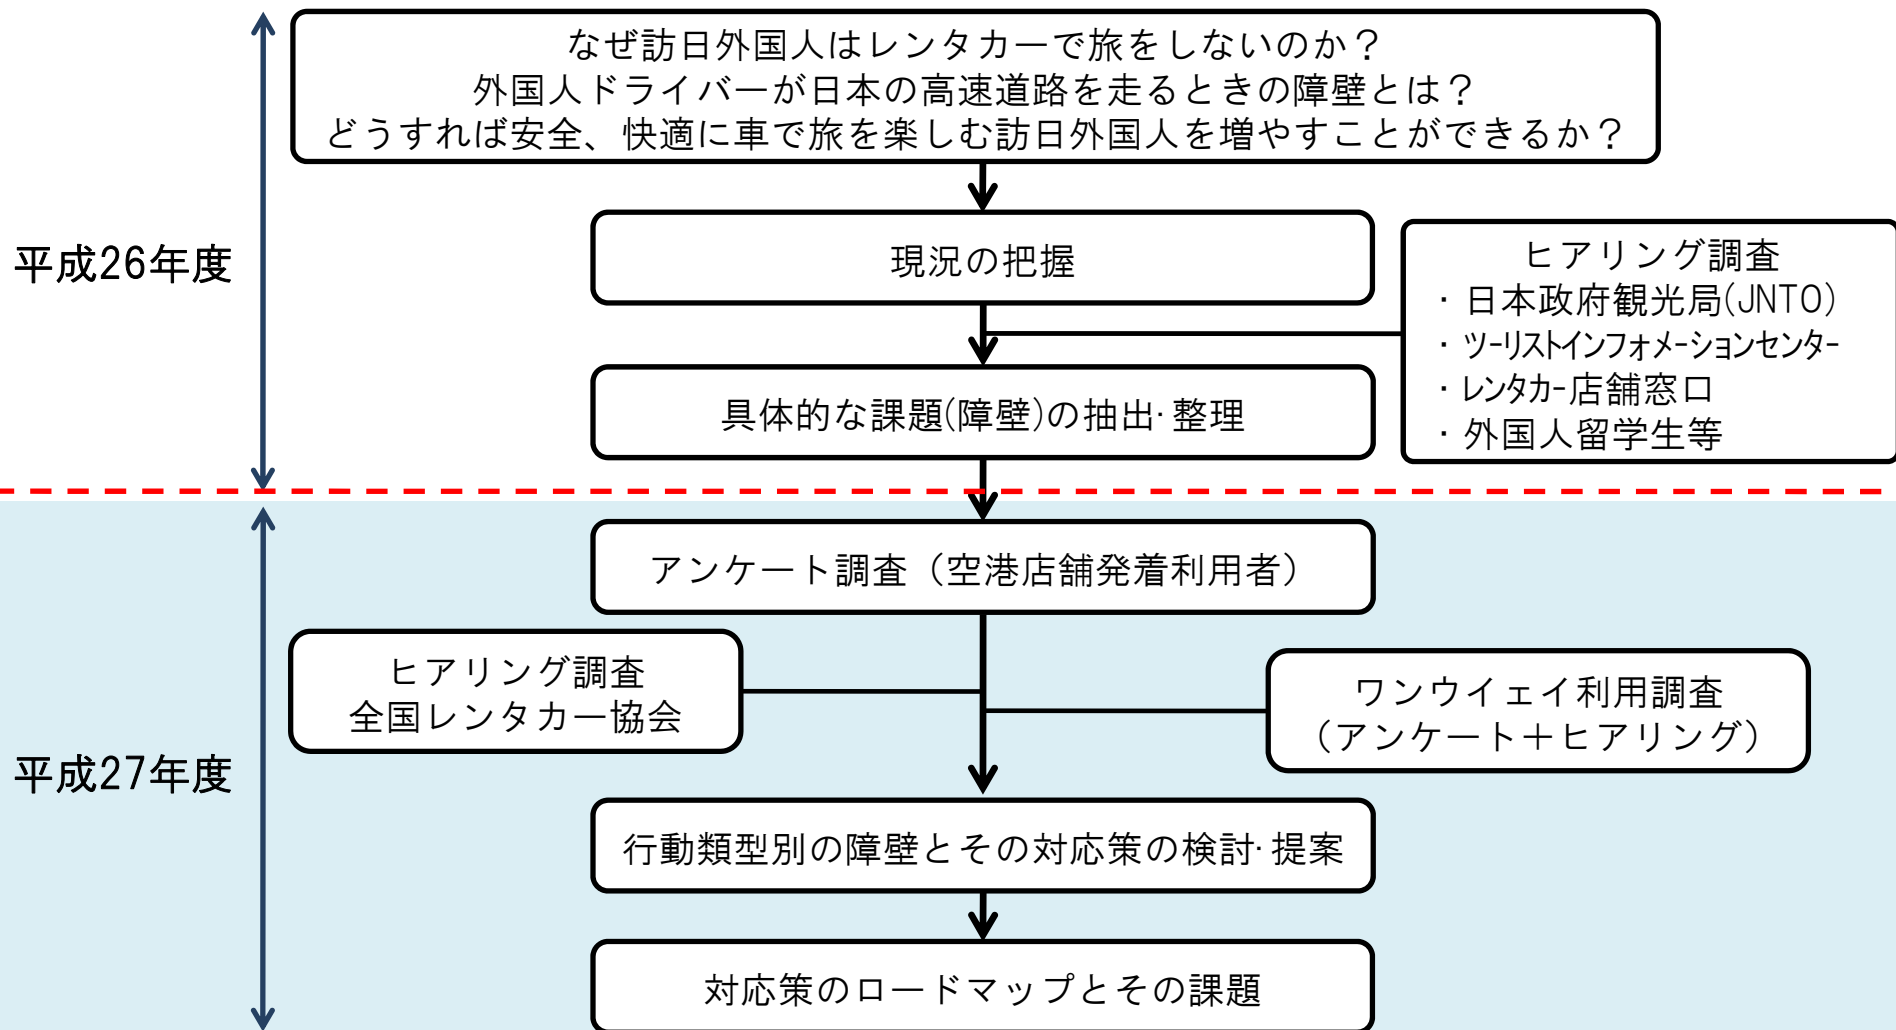 なぜ訪日外国人はレンタカーで旅をしないのか？
外国人ドライバーが日本の高速道路を走るときの障壁とは？
どうすれば安全、快適に車で旅を楽しむ訪日外国人を増やすことができるか？
平成26年度
現況の把握
ヒアリング調査
・日本政府観光局(JNTO)
・ツーリストインフォメーションセンター
・レンタカー店舗窓口
・外国人留学生等
具体的な課題(障壁)の抽出・整理
アンケート調査（空港店舗発着利用者）
ヒアリング調査
全国レンタカー協会
ワンウェイ利用調査
（アンケート＋ヒアリング）
平成27年度
行動類型別の障壁とその対応策の検討・提案
対応策のロードマップとその課題